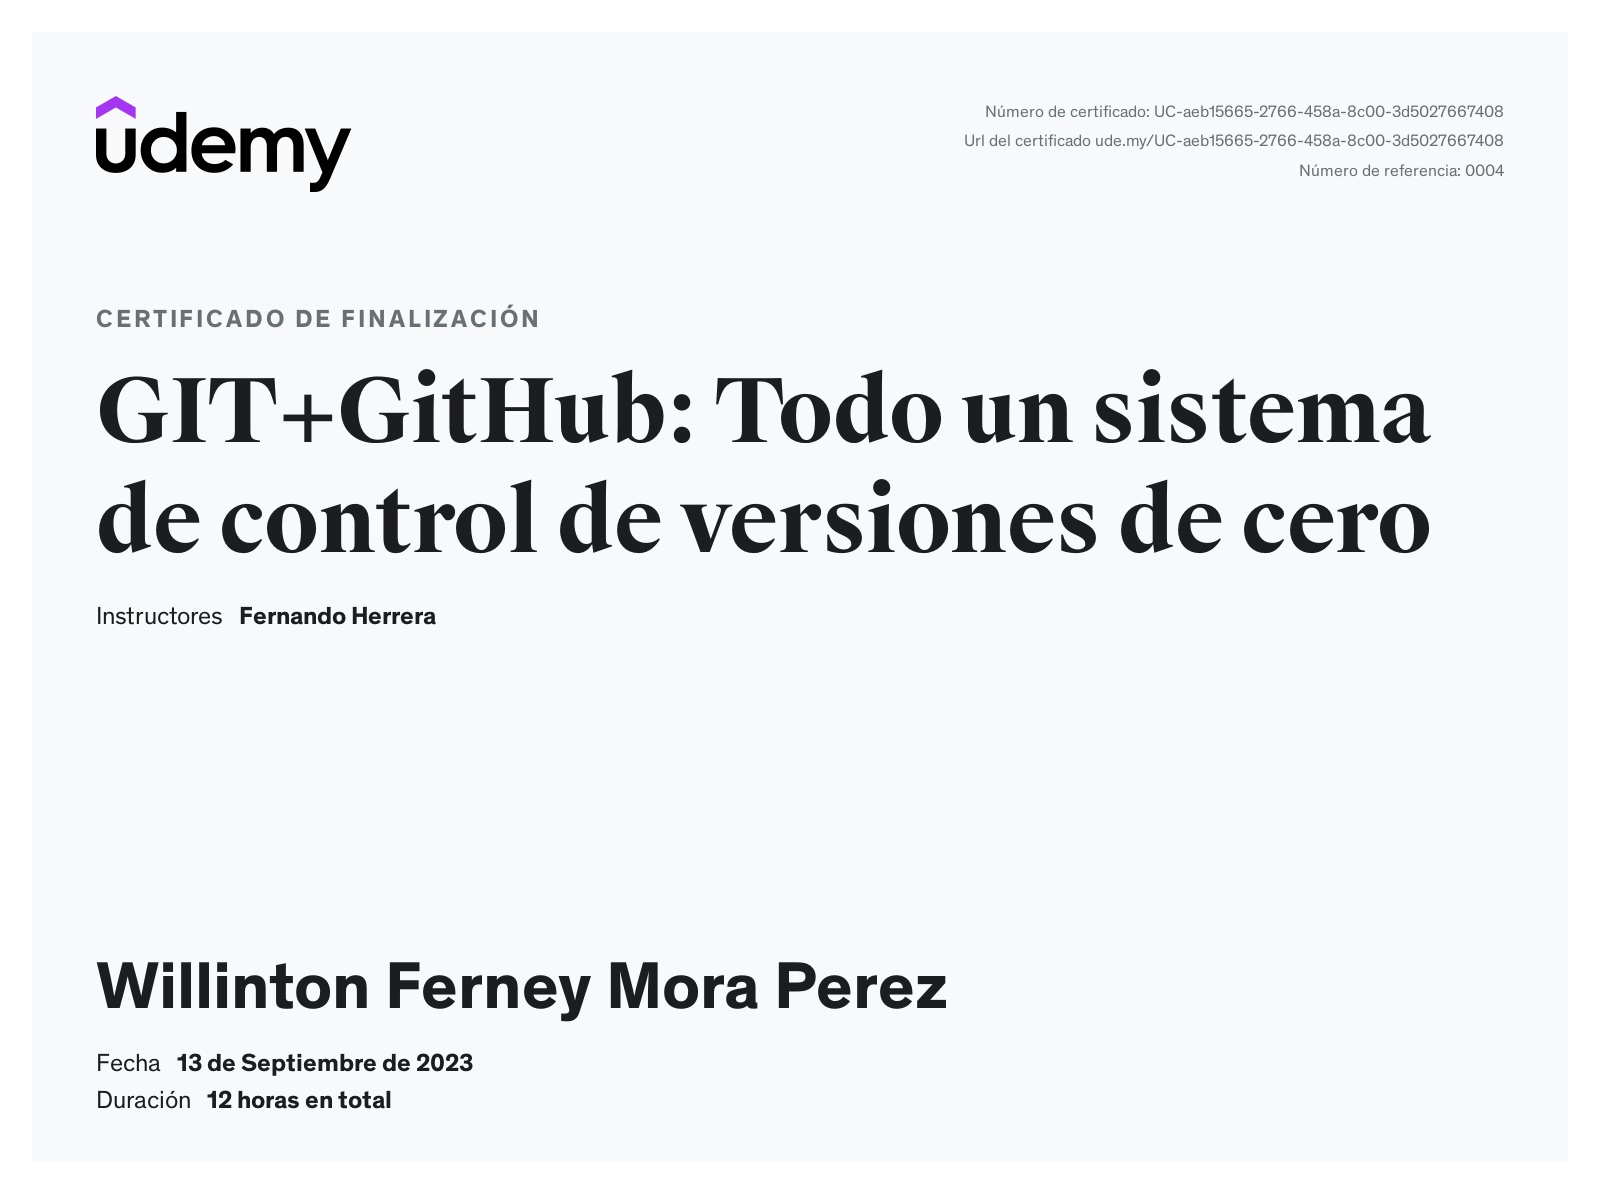 udemy
Número de certificado: UC-aeb15665-2766-458a-8c00-3d5027667408
Url del certificado ude.my/UC-aeb15665-2766-458a-8c00-3d5027667408
Número de referencia: 0004
CERTIFICADO DE FINALIZACIÓN
GIT+GitHub: Todo un sistema
de control de versiones de cero
Instructores Fernando Herrera
Willinton Ferney Mora Perez
Fecha 13 de Septiembre de 2023
Duración 12 horas en total